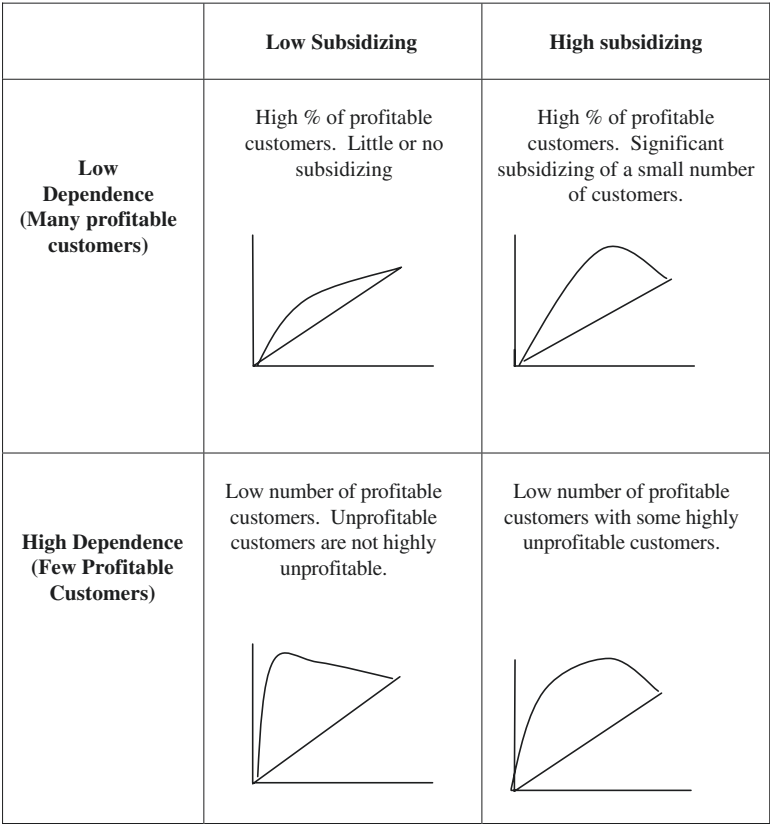 Low Subsidizing
High subsidizing
Low
Dependence
(Many profitable
customers)
High % of profitable
customers. Little or no
subsidizing
High % of profitable
customers. Significant
subsidizing of a small number
of customers.
High Dependence
(Few Profitable
Customers)
Low number of profitable
customers. Unprofitable
customers are not highly
unprofitable.
Low number of profitable
customers with some highly
unprofitable customers.